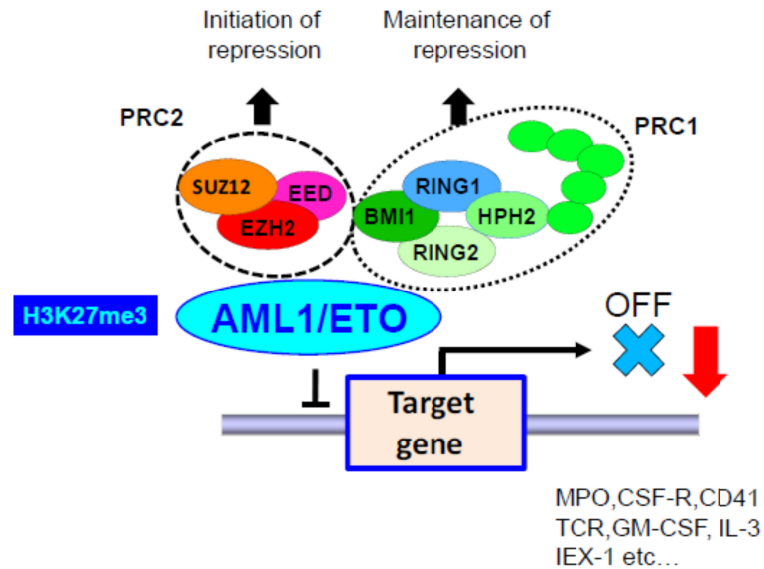 Initiation of
repression
Maintenance of
repression
PRC2
PRC1
SUZ12
EED
EZH2
BMI1
RING1
HPH2
RING2
H3K27me3
AML1/ETO
OFF
Target
gene
MPO,CSF-R,CD41
TCR,GM-CSF, IL-3
IEX-1 etc...